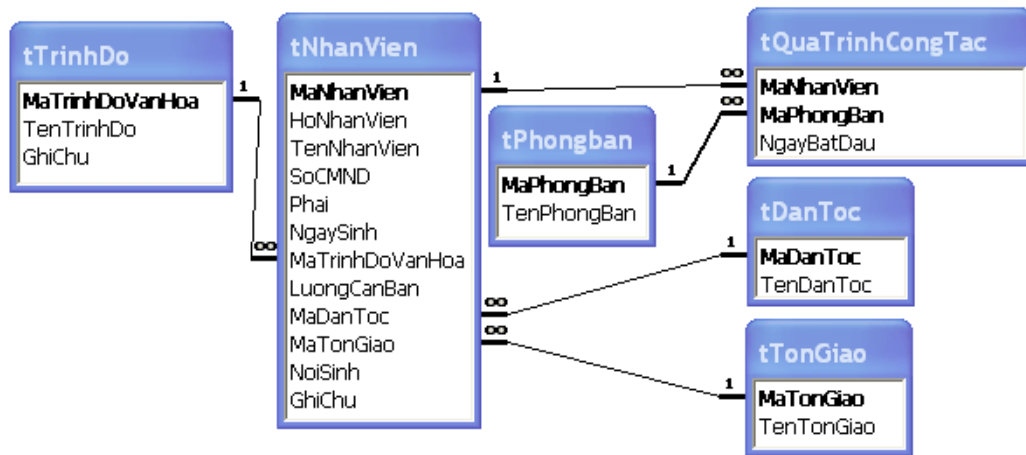 tTrinhDo
MaTrinhDoVanHoa
TenTrinhDo
GhiChu
1
∞
tNhanVien
MaNhanVien
HoNhanVien
TenNhanVien
SoCMND
Phai
NgaySinh
MaTrinhDoVanHoa
LuongCanBan
MaDanToc
MaTonGiao
NoiSinh
GhiChu
1
∞
∞
tPhongban
MaPhongBan
TenPhongBan
1
tQuaTrinhCongTac
MaNhanVien
MaPhongBan
NgayBatDau
∞
∞
tDanToc
MaDanToc
TenDanToc
1
tTonGiao
MaTonGiao
TenTonGiao
1